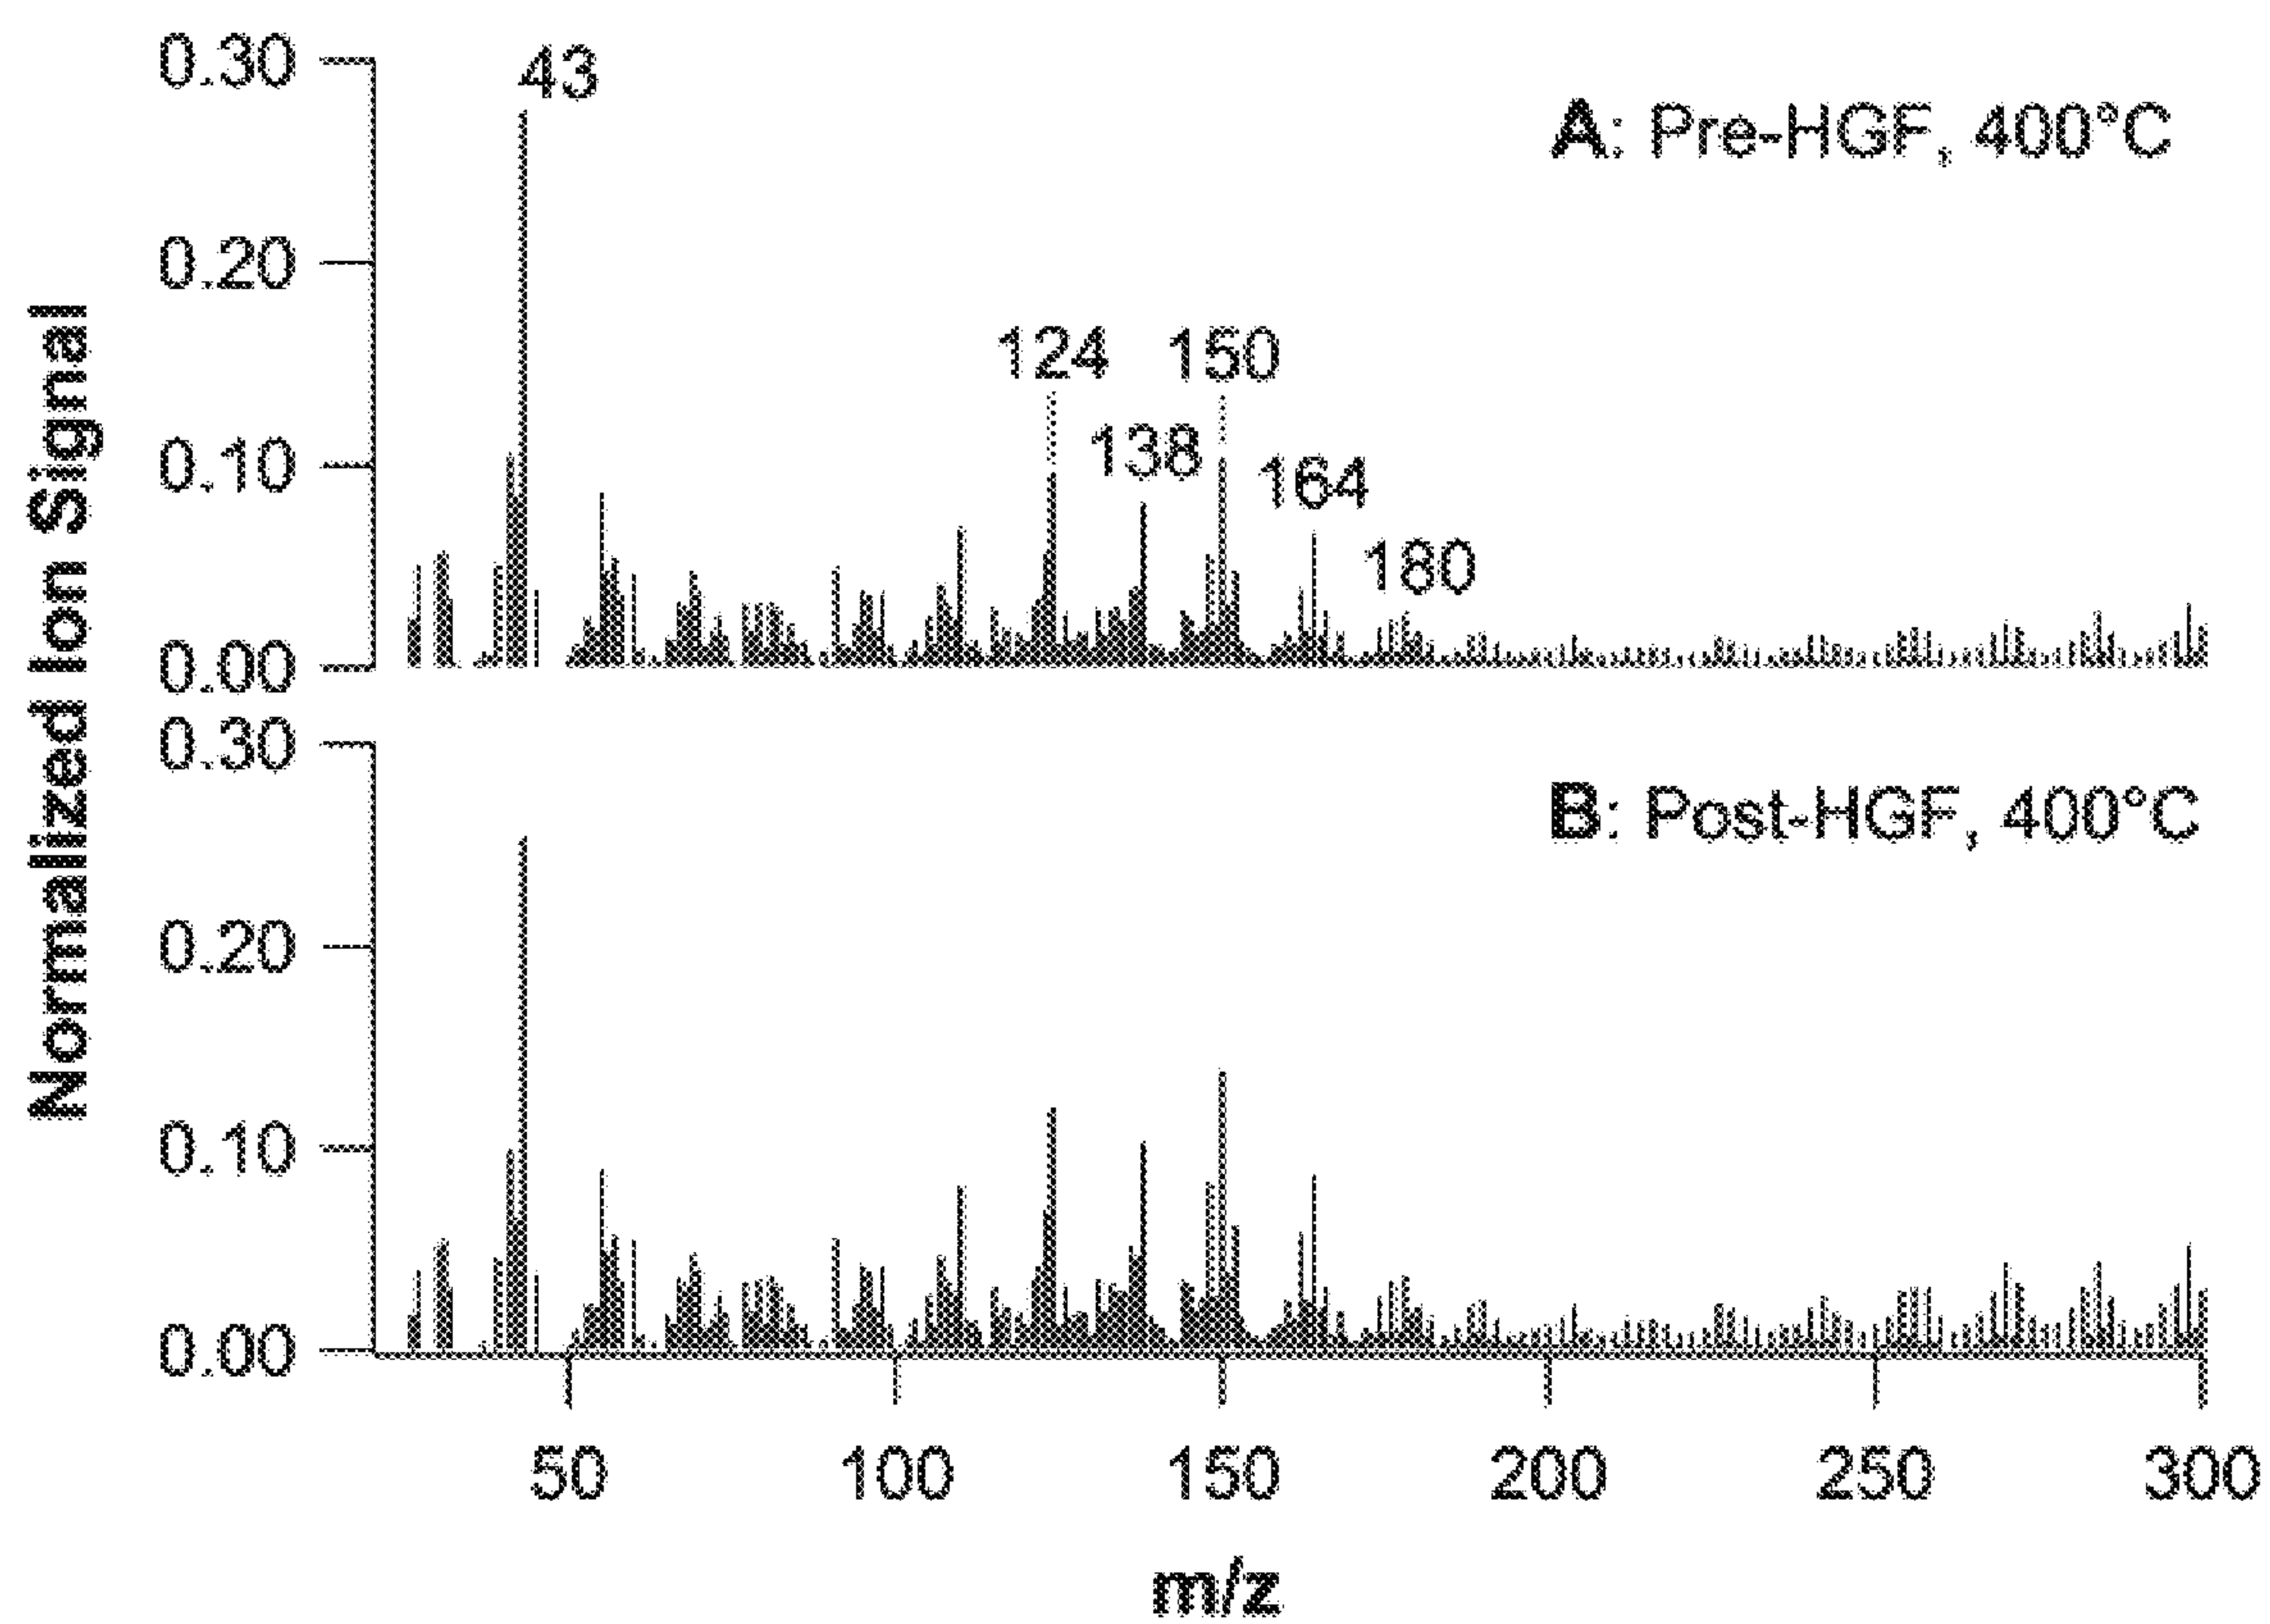 Normalized Ion Signal
0.30
0.20
0.10
0.00
43
124
150
138
164
180
A: Pre-HGF, 400°C
0.30
0.20
0.10
0.00
B: Post-HGF, 400°C
50 100 150 200 250 300
m/z